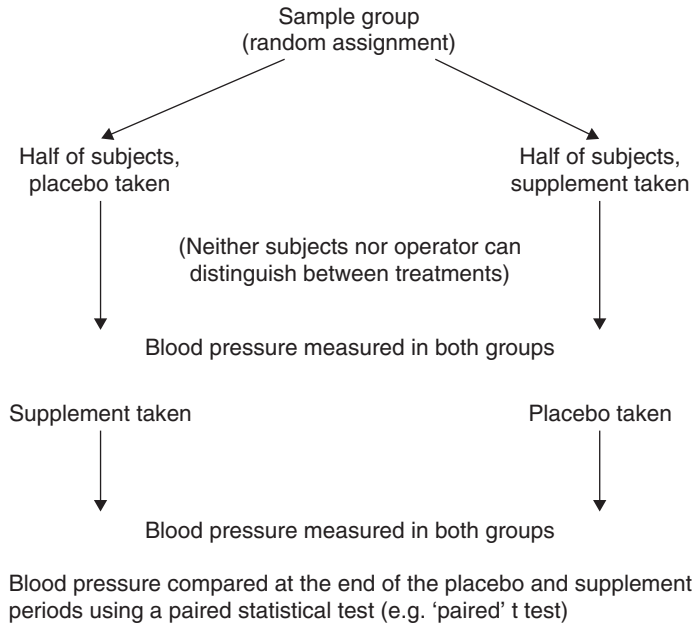 Sample group
(random assignment)
Half of subjects,
placebo taken
Half of subjects,
supplement taken
(Neither subjects nor operator can
distinguish between treatments)
Blood pressure measured in both groups
Supplement taken
Placebo taken
Blood pressure measured in both groups
Blood pressure compared at the end of the placebo and supplement
periods using a paired statistical test (e.g. ‘paired’ t test)